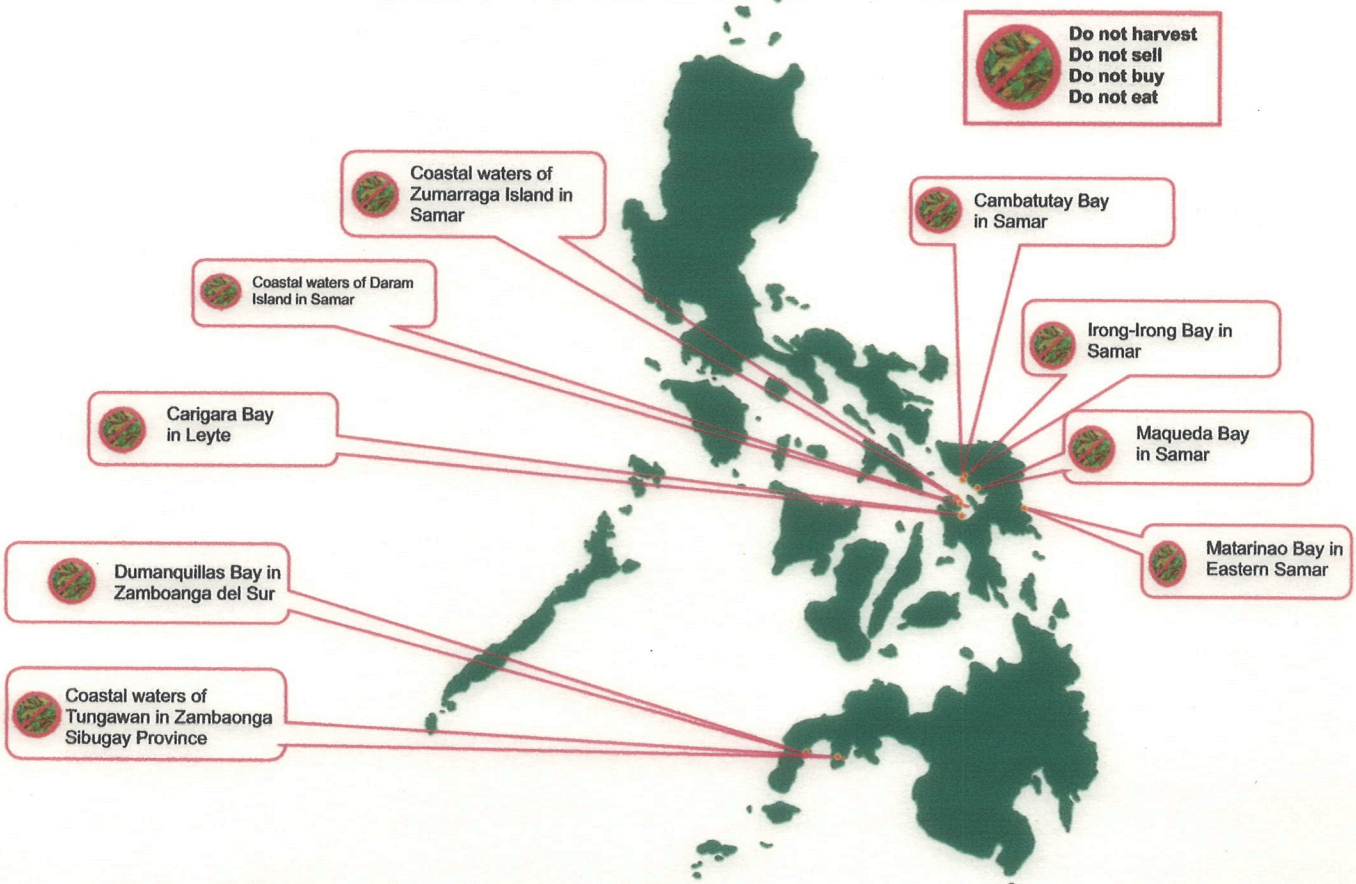 Do not harvest
Do not sell
Do not buy
Do not eat
Coastal waters of
Zumarraga Island in
Samar
Cambatutay Bay
in Samar
Coastal waters of Daram
Island in Samar
Irong-Irong Bay in
Samar
Carigara Bay
in Leyte
Maqueda Bay
in Samar
Matarinao Bay in
Eastern Samar
Dumanquillas Bay in
Zamboanga del Sur
Coastal waters of
Tungawan in Zambaonga
Sibugay Province